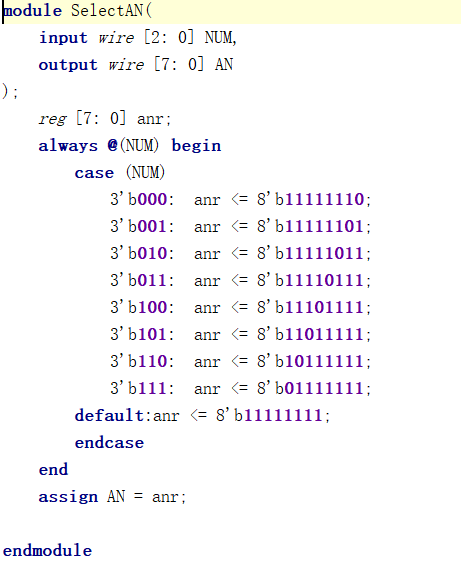 module SelectAN(
    input wire [2: 0] NUM,
    output wire [7: 0] AN
);
    reg [7: 0] anr;
    always @(NUM) begin
        case (NUM)
            3'b000:  anr <= 8'b11111110;
            3'b001:  anr <= 8'b11111101;
            3'b010:  anr <= 8'b11111011;
            3'b011:  anr <= 8'b11110111;
            3'b100:  anr <= 8'b11101111;
            3'b101:  anr <= 8'b11011111;
            3'b110:  anr <= 8'b10111111;
            3'b111:  anr <= 8'b01111111;
        default:anr <= 8'b11111111;
        endcase
    end
    assign AN = anr;
endmodule